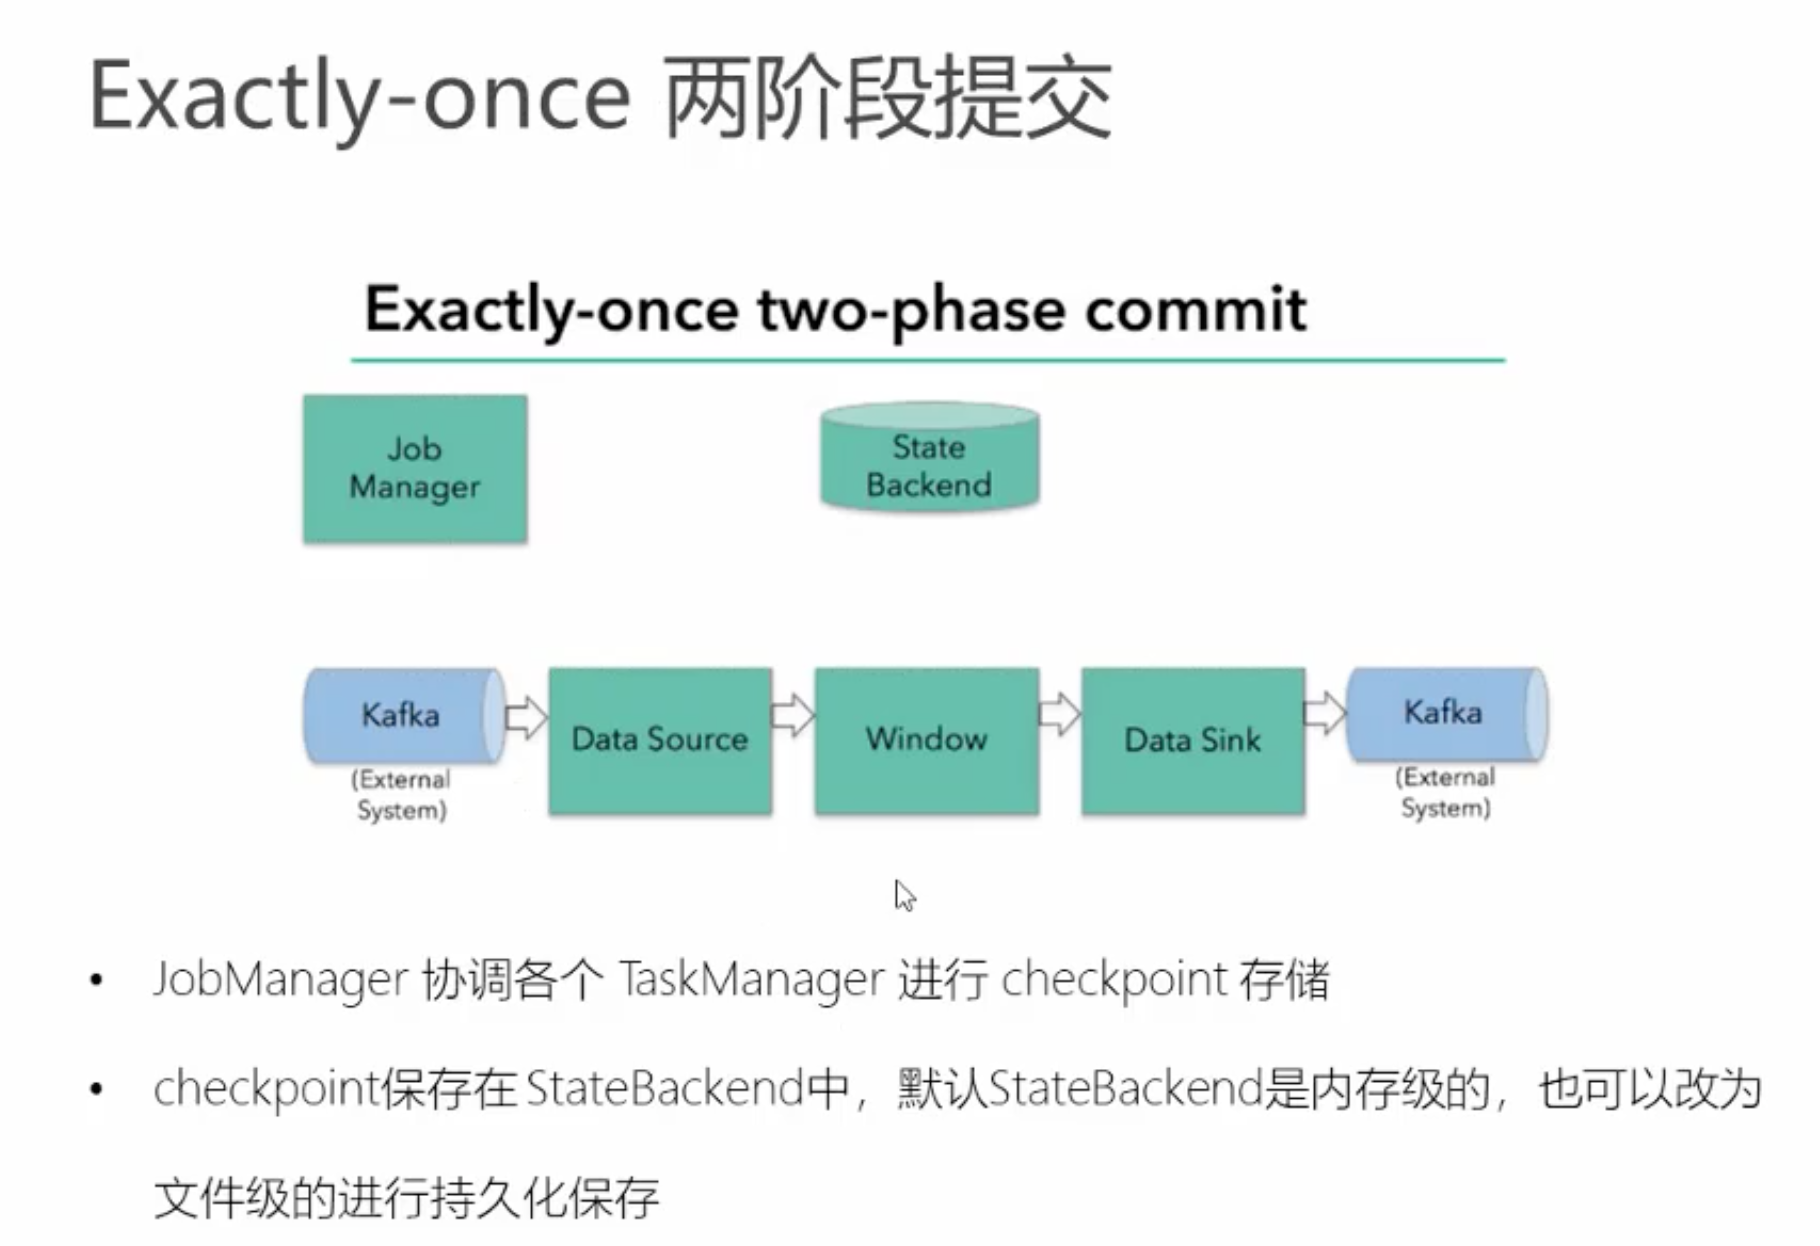 Exactly-once 两阶段提交
Exactly-once two-phase commit
Job
Manager
State
Backend
Kafka
(External
System)
Data Source
Window
Data Sink
Kafka
(External
System)
• JobManager 协调各个 TaskManager 进行 checkpoint 存储
• checkpoint保存在 StateBackend中，默认StateBackend是内存级的，也可以改为
文件级的进行持久化保存